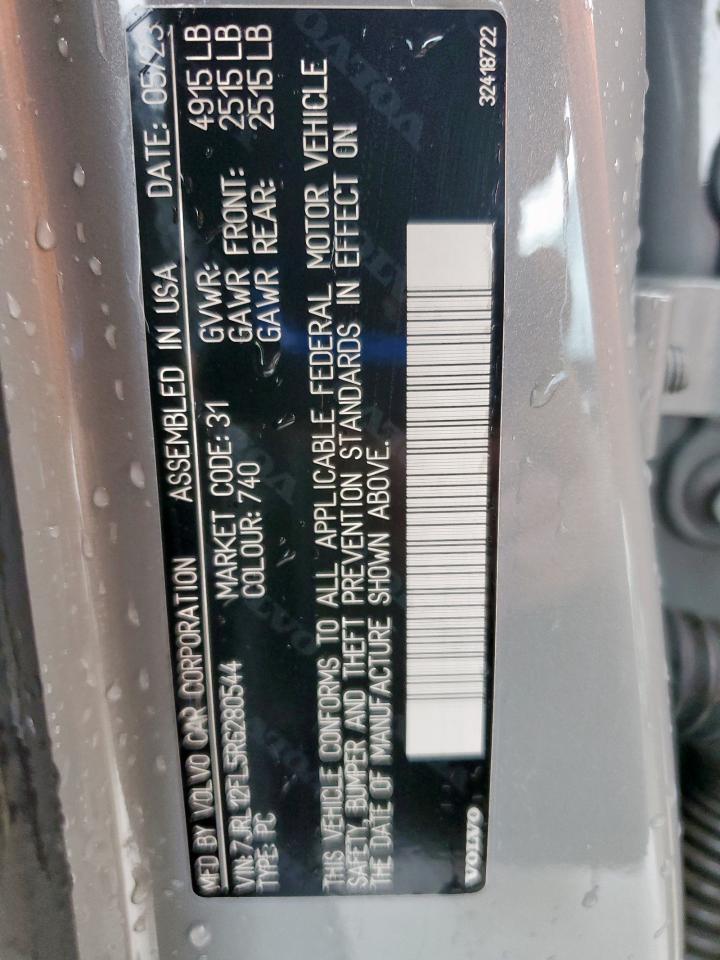 MFD BY VOLVO CAR CORPORATION ASSEMBLED IN USA DATE: 05/23
VIN: 7JRL12FL5RG280544 GVWR: 4915 LB
TYPE: PC MARKET CODE: 31 GAWR FRONT: 2515 LB
COLOUR: 740 GAWR REAR: 2515 LB
THIS VEHICLE CONFORMS TO ALL APPLICABLE FEDERAL MOTOR VEHICLE
SAFETY, BUMPER AND THEFT PREVENTION STANDARDS IN EFFECT ON
THE DATE OF MANUFACTURE SHOWN ABOVE.
VOLVO
32418722